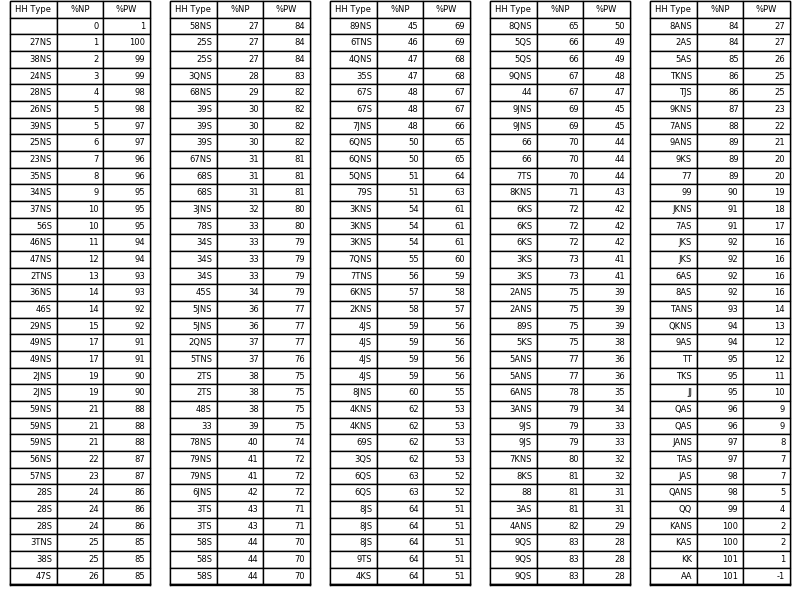 HH Type %NP %PW HH Type %NP %PW HH Type %NP %PW HH Type %NP %PW HH Type %NP %PW
0 1 58NS 27 84 89NS 45 69 8QNS 65 50 8ANS 84 27
27NS 1 100 25S 27 84 6TNS 46 69 5QS 66 49 2AS 84 27
38NS 2 99 25S 27 84 4QNS 47 68 5QS 66 49 5AS 85 26
24NS 3 99 3QNS 28 83 35S 47 68 9QNS 67 48 TKNS 86 25
28NS 4 98 68NS 29 82 67S 48 67 44 67 47 TJS 86 25
26NS 5 98 39S 30 82 67S 48 67 9JNS 69 45 9KNS 87 23
39NS 5 97 39S 30 82 7JNS 48 66 9JNS 69 45 7ANS 88 22
25NS 6 97 39S 30 82 6QNS 50 65 66 70 44 9ANS 89 21
23NS 7 96 67NS 31 81 6QNS 50 65 66 70 44 9KS 89 20
35NS 8 96 68S 31 81 5QNS 51 64 7TS 70 44 77 89 20
34NS 9 95 68S 31 81 79S 51 63 8KNS 71 43 99 90 19
37NS 10 95 3JNS 32 80 3KNS 54 61 6KS 72 42 JKNS 91 18
56S 10 95 78S 33 80 3KNS 54 61 6KS 72 42 7AS 91 17
46NS 11 94 34S 33 79 3KNS 54 61 6KS 72 42 JKS 92 16
47NS 12 94 34S 33 79 7QNS 55 60 3KS 73 41 JKS 92 16
2TNS 13 93 34S 33 79 7TNS 56 59 3KS 73 41 6AS 92 16
36NS 14 93 45S 34 79 6KNS 57 58 2ANS 75 39 8AS 92 16
46S 14 92 5JNS 36 77 2KNS 58 57 2ANS 75 39 TANS 93 14
29NS 15 92 5JNS 36 77 4JS 59 56 89S 75 39 QKNS 94 13
49NS 17 91 2QNS 37 77 4JS 59 56 5KS 75 38 9AS 94 12
49NS 17 91 5TNS 37 76 4JS 59 56 5ANS 77 36 TT 95 12
2JNS 19 90 2TS 38 75 4JS 59 56 5ANS 77 36 TKS 95 11
2JNS 19 90 2TS 38 75 8JNS 60 55 6ANS 78 35 JJ 95 10
59NS 21 88 48S 38 75 4KNS 62 53 3ANS 79 34 QAS 96 9
59NS 21 88 33 39 75 4KNS 62 53 9JS 79 33 QAS 96 9
59NS 21 88 78NS 40 74 69S 62 53 9JS 79 33 JANS 97 8
56NS 22 87 79NS 41 72 3QS 62 53 7KNS 80 32 TAS 97 7
57NS 23 87 79NS 41 72 6QS 63 52 8KS 81 32 JAS 98 7
28S 24 86 6JNS 42 72 6QS 63 52 88 81 31 QANS 98 5
28S 24 86 3TS 43 71 8JS 64 51 3AS 81 31 QQ 99 4
28S 24 86 3TS 43 71 8JS 64 51 4ANS 82 29 KANS 100 2
3TNS 25 85 58S 44 70 8JS 64 51 9QS 83 28 KAS 100 2
38S 25 85 58S 44 70 9TS 64 51 9QS 83 28 KK 101 1
47S 26 85 58S 44 70 4KS 64 51 9QS 83 28 AA 101 -1